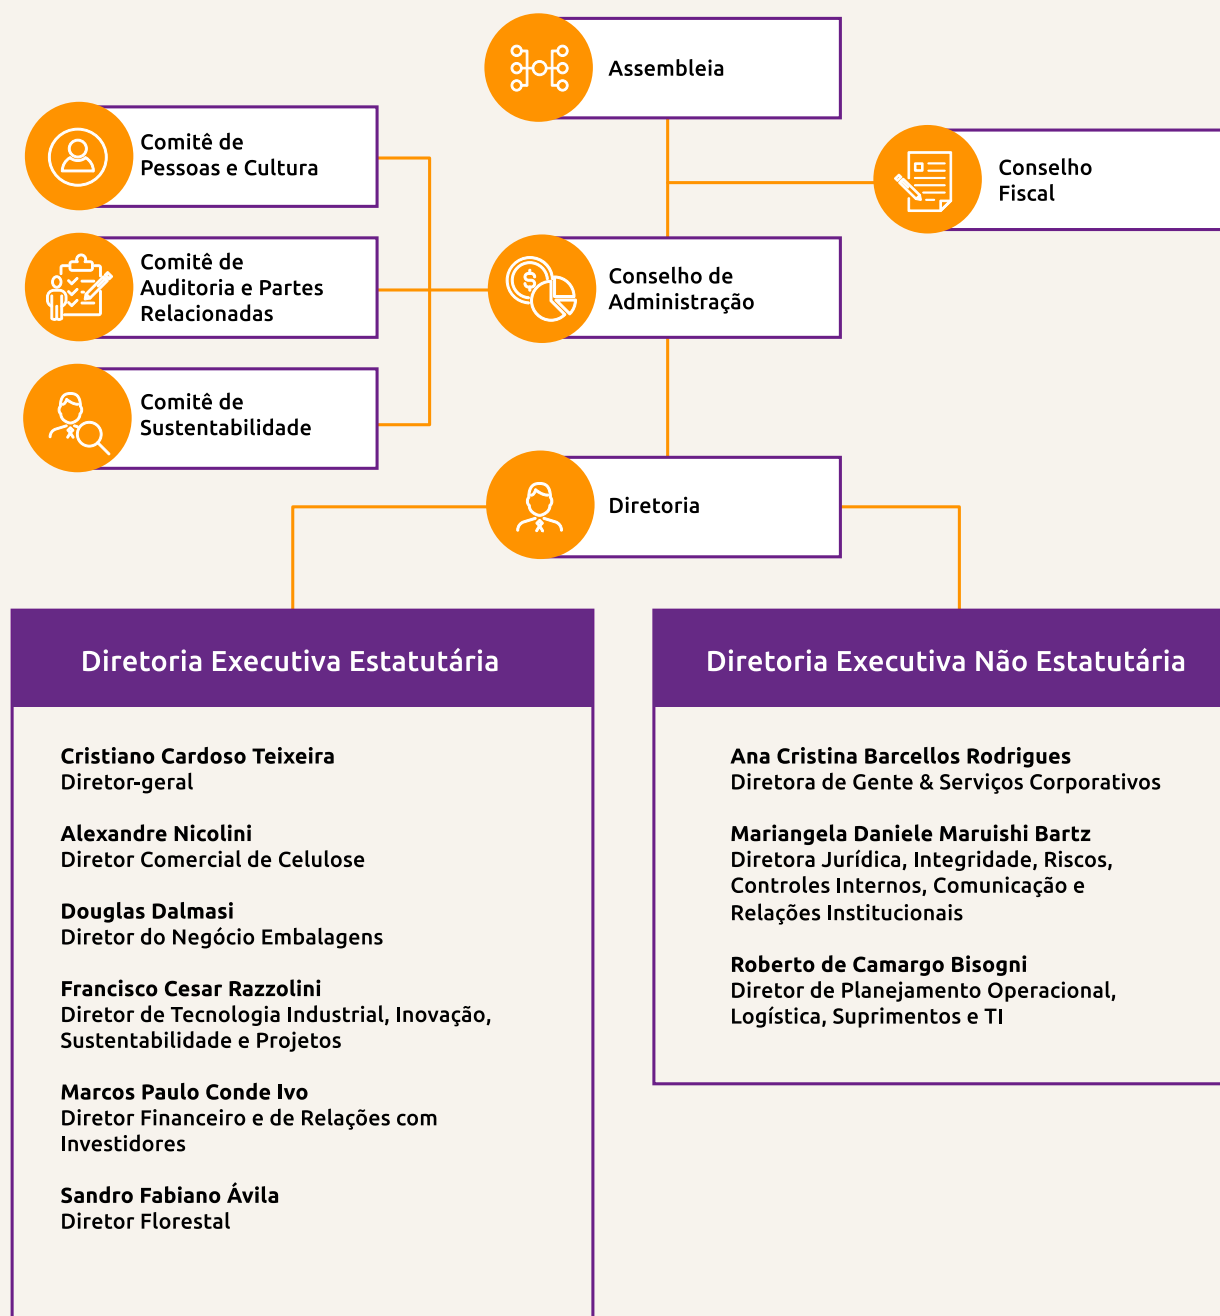 Assembleia
Comitê de
Pessoas e Cultura
Conselho
Fiscal
Comitê de
Auditoria e Partes
Relacionadas
Conselho de
Administração
Comitê de
Sustentabilidade
Diretoria
Diretoria Executiva Estatutária
Cristiano Cardoso Teixeira
Diretor-geral
Alexandre Nicolini
Diretor Comercial de Celulose
Douglas Dalmasi
Diretor do Negócio Embalagens
Francisco Cesar Razzolini
Diretor de Tecnologia Industrial, Inovação,
Sustentabilidade e Projetos
Marcos Paulo Conde Ivo
Diretor Financeiro e de Relações com
Investidores
Sandro Fabiano Ávila
Diretor Florestal
Diretoria Executiva Não Estatutária
Ana Cristina Barcellos Rodrigues
Diretora de Gente & Serviços Corporativos
Mariangela Daniele Maruishi Bartz
Diretora Jurídica, Integridade, Riscos,
Controles Internos, Comunicação e
Relações Institucionais
Roberto de Camargo Bisogni
Diretor de Planejamento Operacional,
Logística, Suprimentos e TI